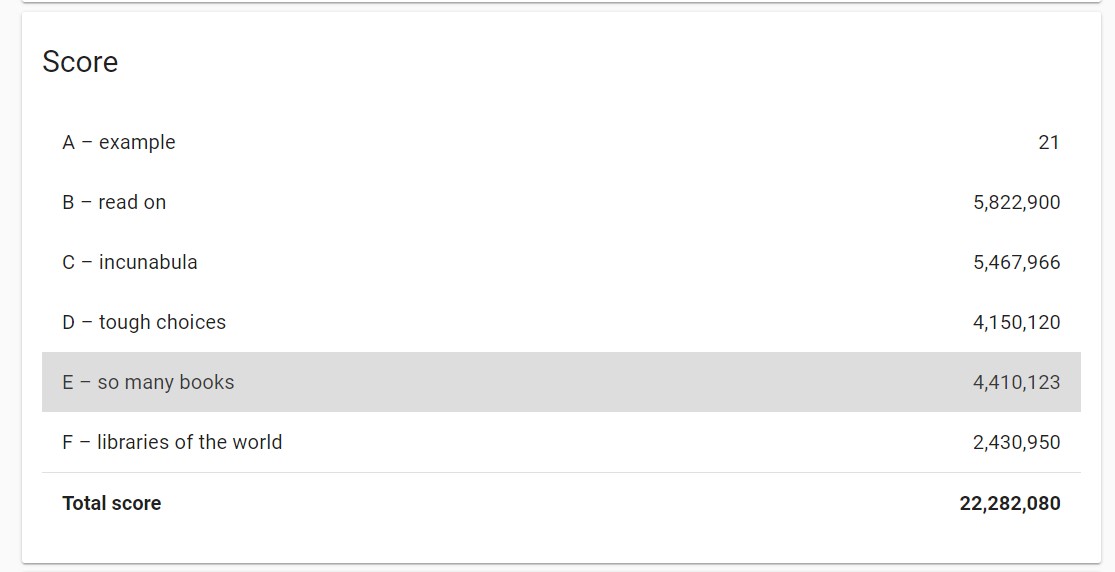 Score
A – example 21
B – read on 5,822,900
C – incunabula 5,467,966
D – tough choices 4,150,120
E – so many books 4,410,123
F – libraries of the world 2,430,950
Total score 22,282,080